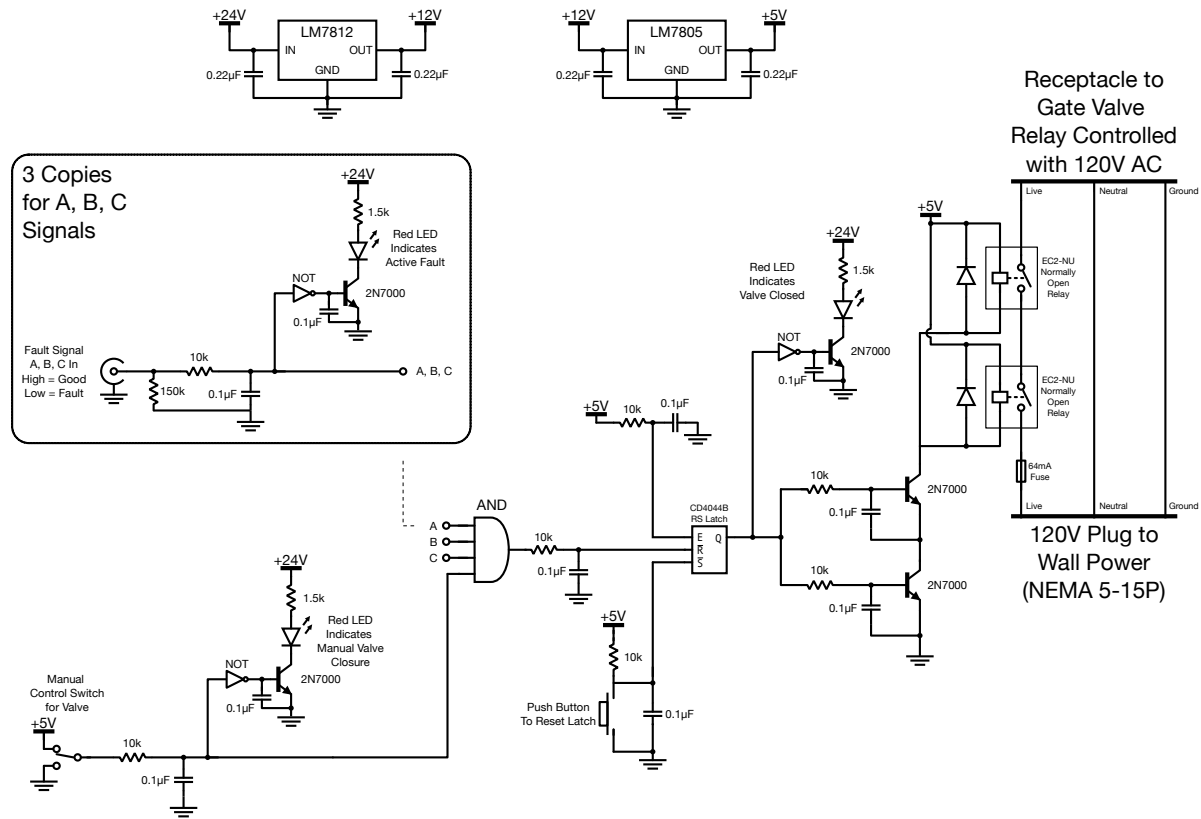 +24V
LM7812
+12V
IN
OUT
GND
0.22µF
0.22µF
+12V
LM7805
+5V
IN
OUT
GND
0.22µF
0.22µF
3 Copies
for A, B, C
Signals
+24V
1.5k
Red LED
Indicates
Active Fault
NOT
2N7000
0.1µF
Fault Signal
A, B, C In
High = Good
Low = Fault
10k
150k
0.1µF
A, B, C
Receptacle to
Gate Valve
Relay Controlled
with 120V AC
Live
Neutral
Ground
+5V
EC2-NU
Normally
Open
Relay
EC2-NU
Normally
Open
Relay
64mA
Fuse
Live
Neutral
Ground
120V Plug to
Wall Power
(NEMA 5-15P)
+24V
1.5k
Red LED
Indicates
Valve Closed
NOT
2N7000
0.1µF
+5V
10k
0.1µF
AND
A
B
C
10k
0.1µF
CD4044B
RS Latch
E
Q
R̅
S̅
10k
2N7000
0.1µF
10k
2N7000
0.1µF
+5V
10k
Push Button
To Reset Latch
0.1µF
+24V
1.5k
Red LED
Indicates
Manual Valve
Closure
NOT
2N7000
0.1µF
Manual
Control Switch
for Valve
+5V
10k
0.1µF